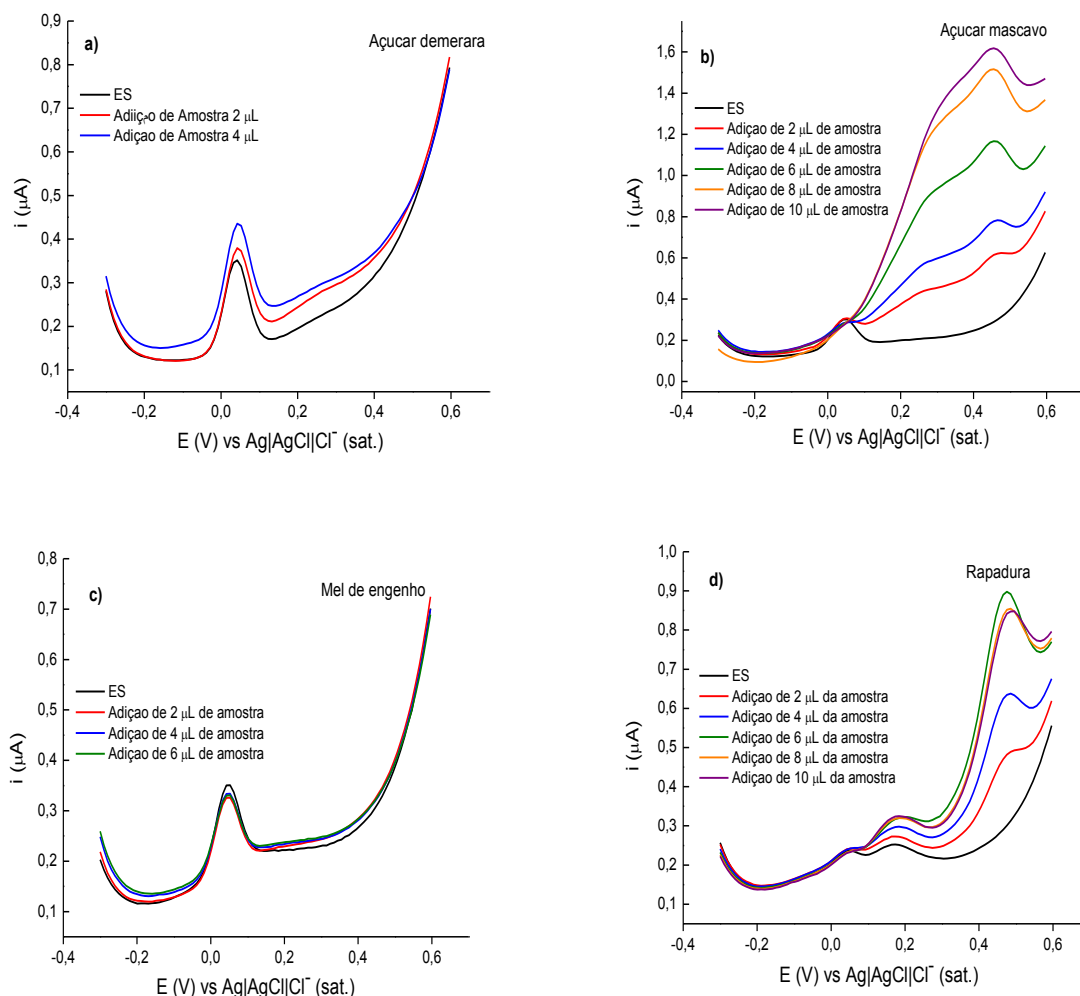 a)
Açucar demerara
ES
Adiiç̃ o de Amostra 2 μL
Adiçao de Amostra 4 μL
0,9
0,8
0,7
0,6
0,5
0,4
0,3
0,2
0,1
i (μA)
-0,4 -0,2 0,0 0,2 0,4 0,6
E (V) vs Ag|AgCl|Cl⁻ (sat.)
b)
Açucar mascavo
ES
Adiçao de 2 μL de amostra
Adiçao de 4 μL de amostra
Adiçao de 6 μL de amostra
Adiçao de 8 μL de amostra
Adiçao de 10 μL de amostra
1,6
1,4
1,2
1,0
0,8
0,6
0,4
0,2
0,0
i (μA)
-0,4 -0,2 0,0 0,2 0,4 0,6
E (V) vs Ag|AgCl|Cl⁻ (sat.)
c)
Mel de engenho
ES
Adiçao de 2 μL de amostra
Adiçao de 4 μL de amostra
Adiçao de 6 μL de amostra
0,8
0,7
0,6
0,5
0,4
0,3
0,2
0,1
i (μA)
-0,4 -0,2 0,0 0,2 0,4 0,6
E (V) vs Ag|AgCl|Cl⁻ (sat.)
d)
Rapadura
ES
Adiçao de 2 μL da amostra
Adiçao de 4 μL da amostra
Adiçao de 6 μL da amostra
Adiçao de 8 μL da amostra
Adiçao de 10 μL da amostra
1,0
0,9
0,8
0,7
0,6
0,5
0,4
0,3
0,2
0,1
i (μA)
-0,4 -0,2 0,0 0,2 0,4 0,6
E (V) vs Ag|AgCl|Cl⁻ (sat.)